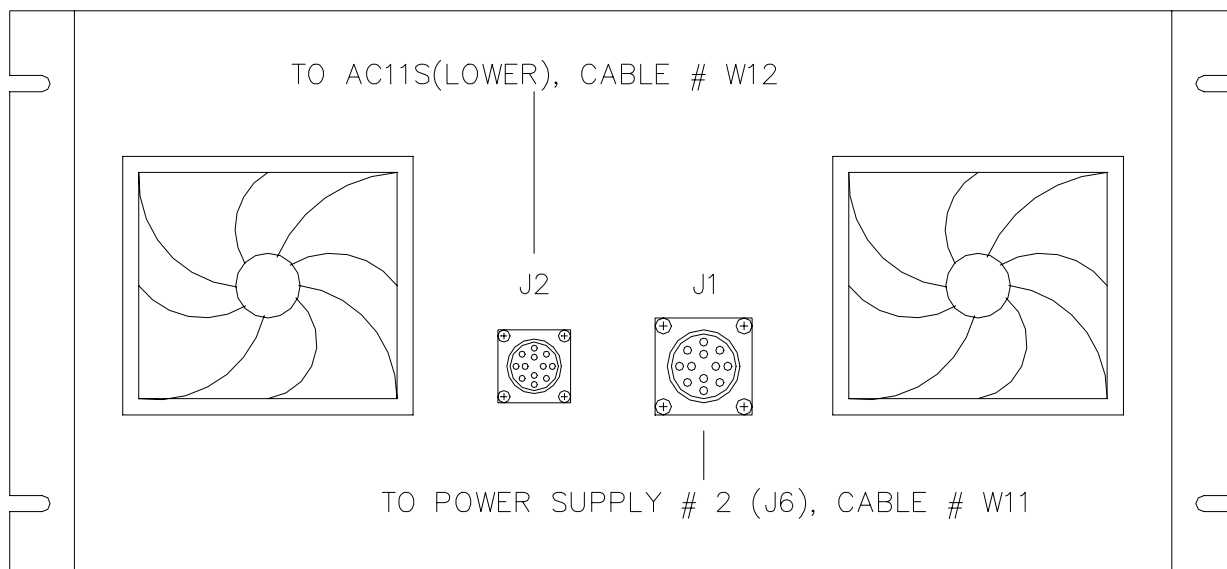 TO AC11S(LOWER), CABLE # W12
J2 J1
TO POWER SUPPLY # 2 (J6), CABLE # W11